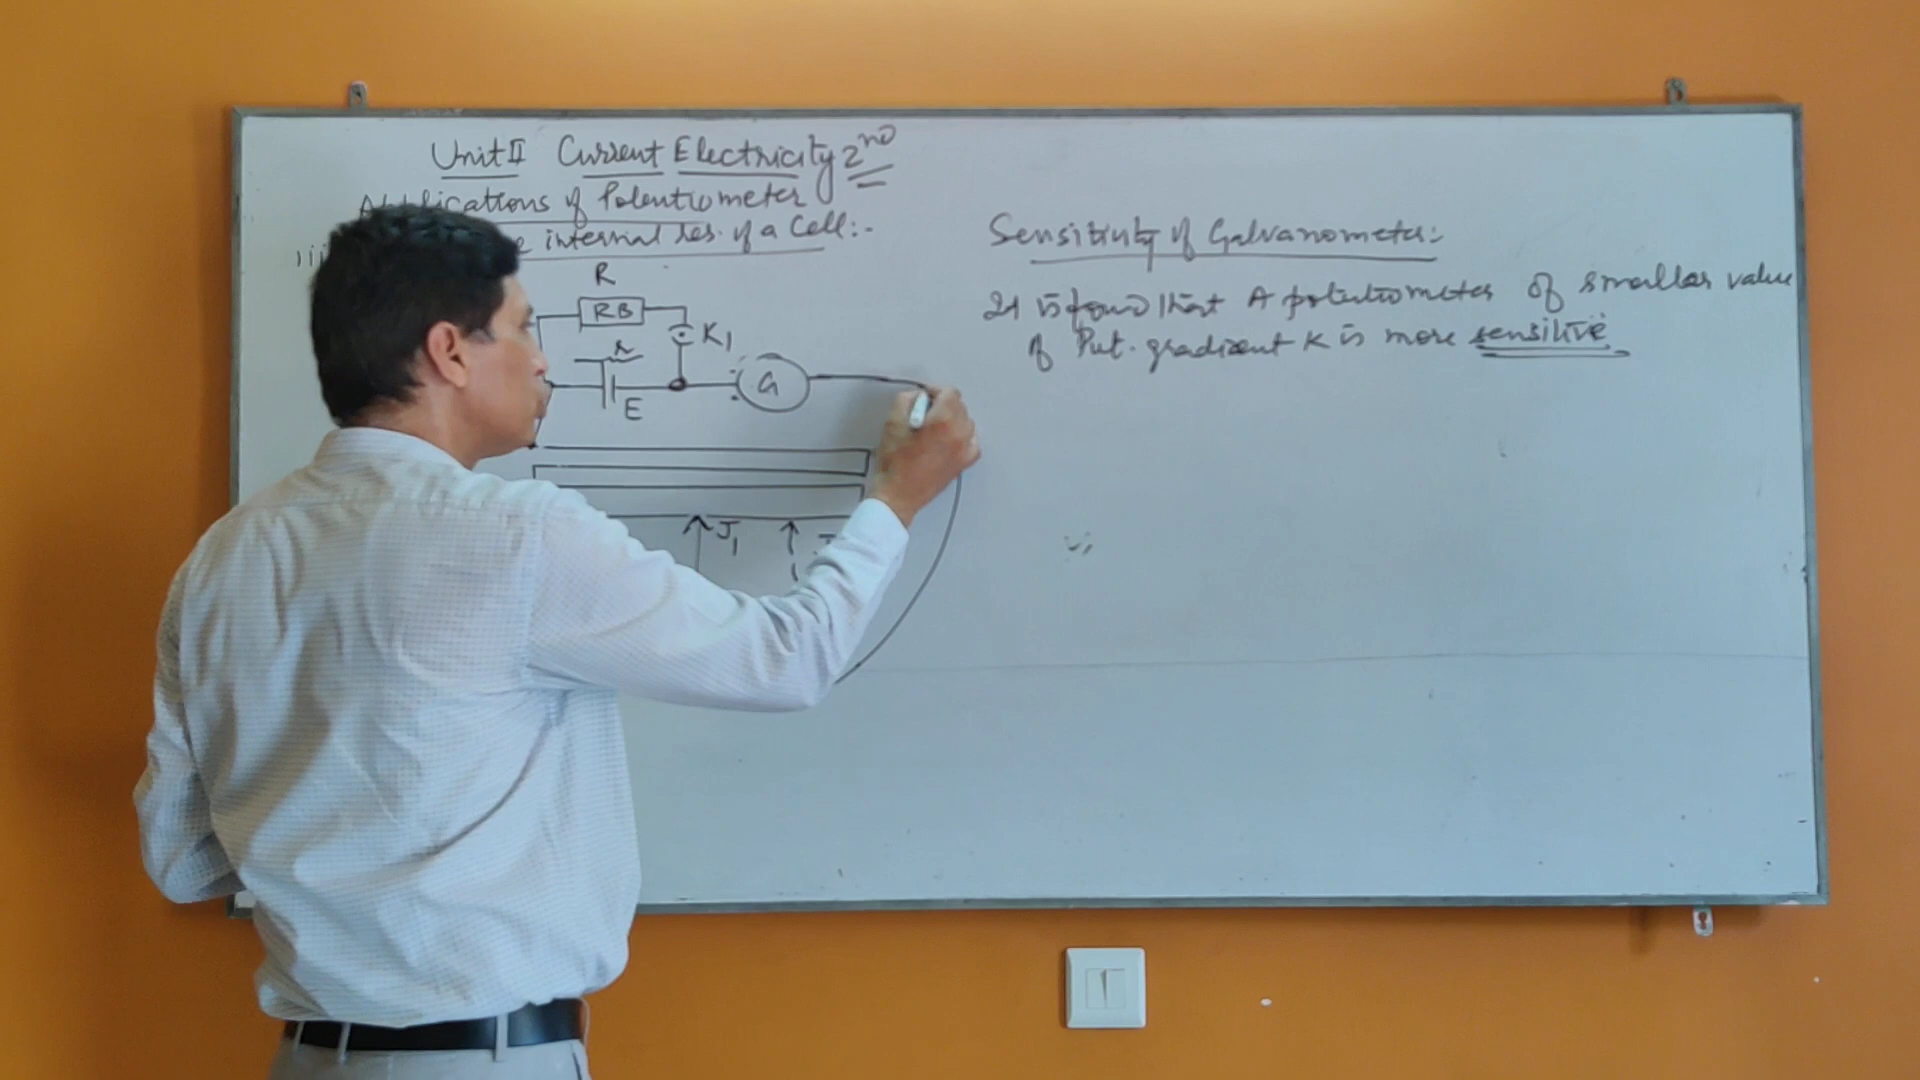 Unit II Current Electricity 2nd
Applications of Potentiometer
iii) internal res. of a Cell:-
R
RB
K1
r
G
E
J1
Sensitivity of Galvanometer:
It is found that A potentiometer of smaller value
of Pot. gradient K is more sensitive